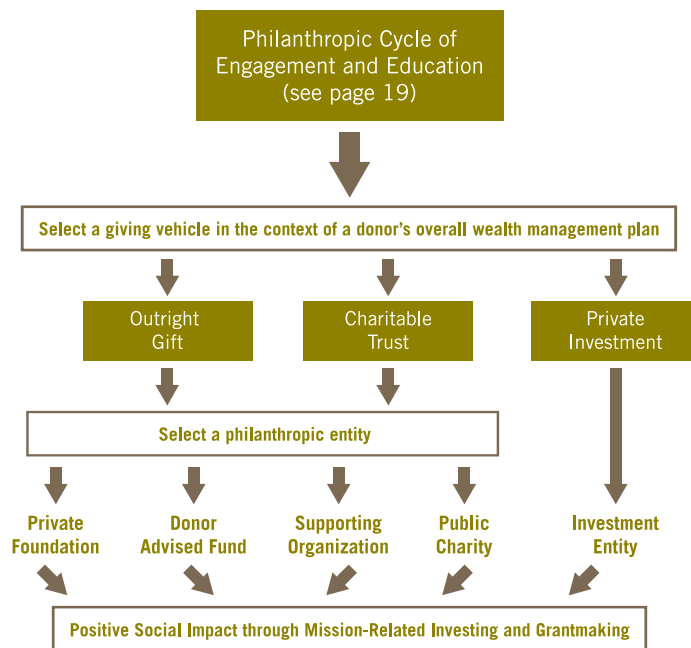 Philanthropic Cycle of
Engagement and Education
(see page 19)
Select a giving vehicle in the context of a donor’s overall wealth management plan
Outright
Gift
Charitable
Trust
Private
Investment
Select a philanthropic entity
Private
Foundation
Donor
Advised Fund
Supporting
Organization
Public
Charity
Investment
Entity
Positive Social Impact through Mission-Related Investing and Grantmaking